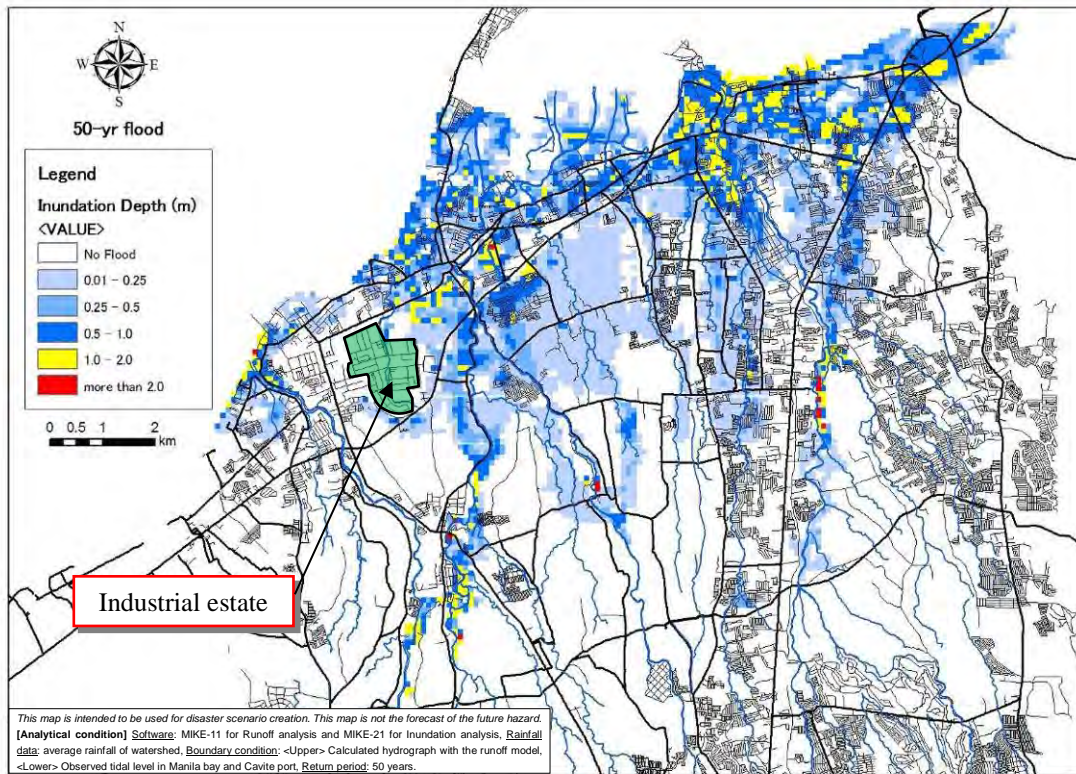 N
W E
S
50-yr flood
Legend
Inundation Depth (m)
<VALUE>
No Flood
0.01 - 0.25
0.25 - 0.5
0.5 - 1.0
1.0 - 2.0
more than 2.0
0 0.5 1 2
km
Industrial estate
This map is intended to be used for disaster scenario creation. This map is not the forecast of the future hazard.
[Analytical condition] Software: MIKE-11 for Runoff analysis and MIKE-21 for Inundation analysis, Rainfall
data: average rainfall of watershed, Boundary condition: <Upper> Calculated hydrograph with the runoff model,
<Lower> Observed tidal level in Manila bay and Cavite port, Return period: 50 years.